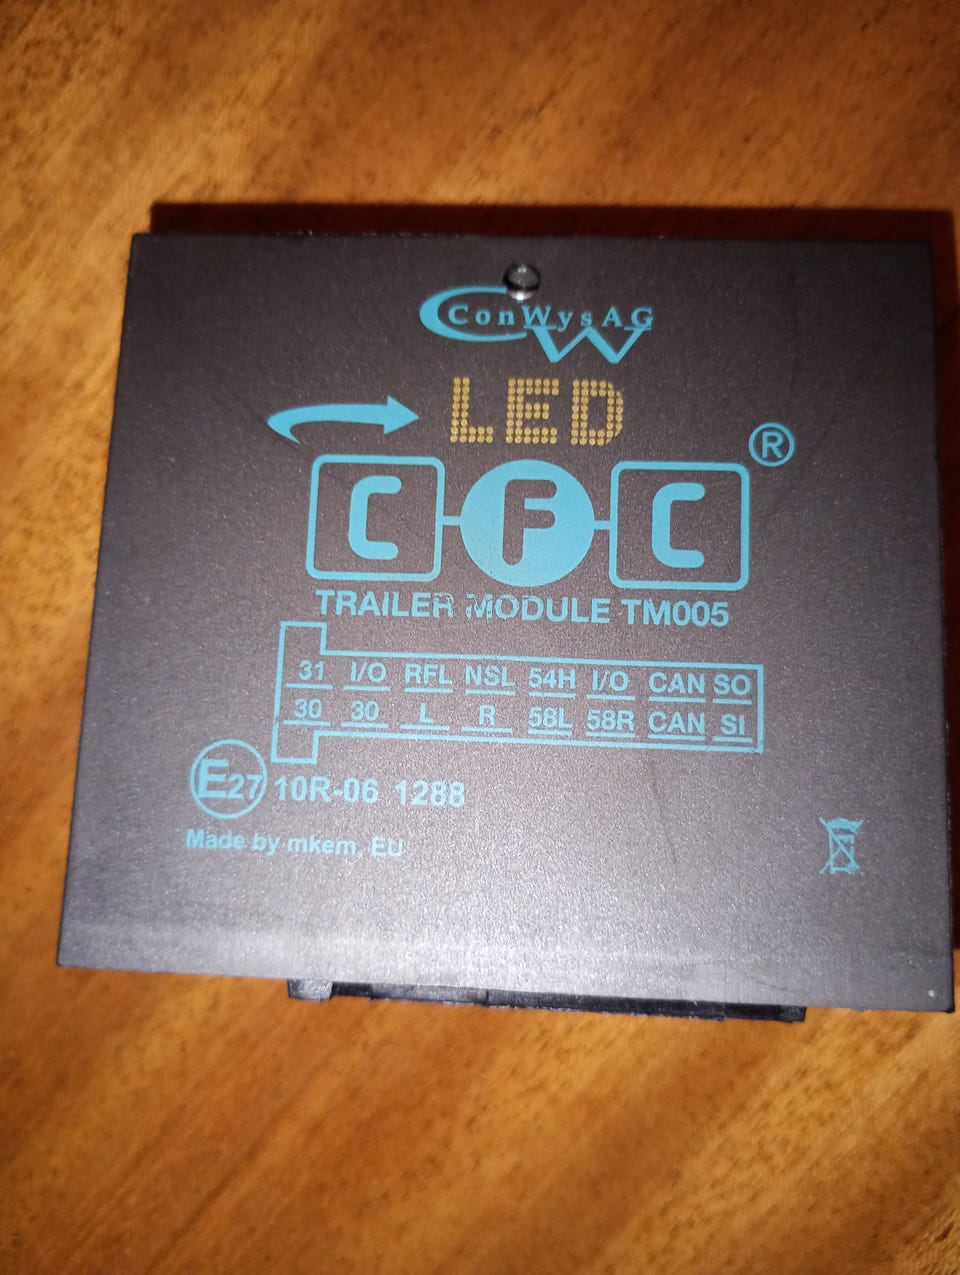 ConWysAG
CW
LED
®
C F C
TRAILER MODULE TM005
31 I/O RFL NSL 54H I/O CAN SO
30 30 L R 58L 58R CAN SI
E27 10R-06 1288
Made by mkem, EU